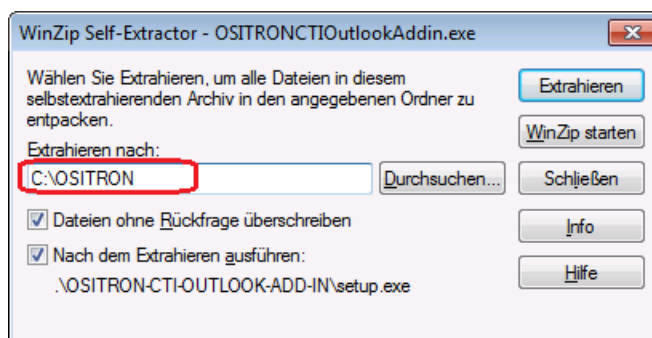 WinZip Self-Extractor - OSITRONCTIOutlookAddin.exe
Wählen Sie Extrahieren, um alle Dateien in diesem
selbstextrahierenden Archiv in den angegebenen Ordner zu
entpacken.
Extrahieren nach:
C:\OSITRON
Durchsuchen...
Dateien ohne Rückfrage überschreiben
Nach dem Extrahieren ausführen:
.\OSITRON-CTI-OUTLOOK-ADD-IN\setup.exe
Extrahieren
WinZip starten
Schließen
Info
Hilfe